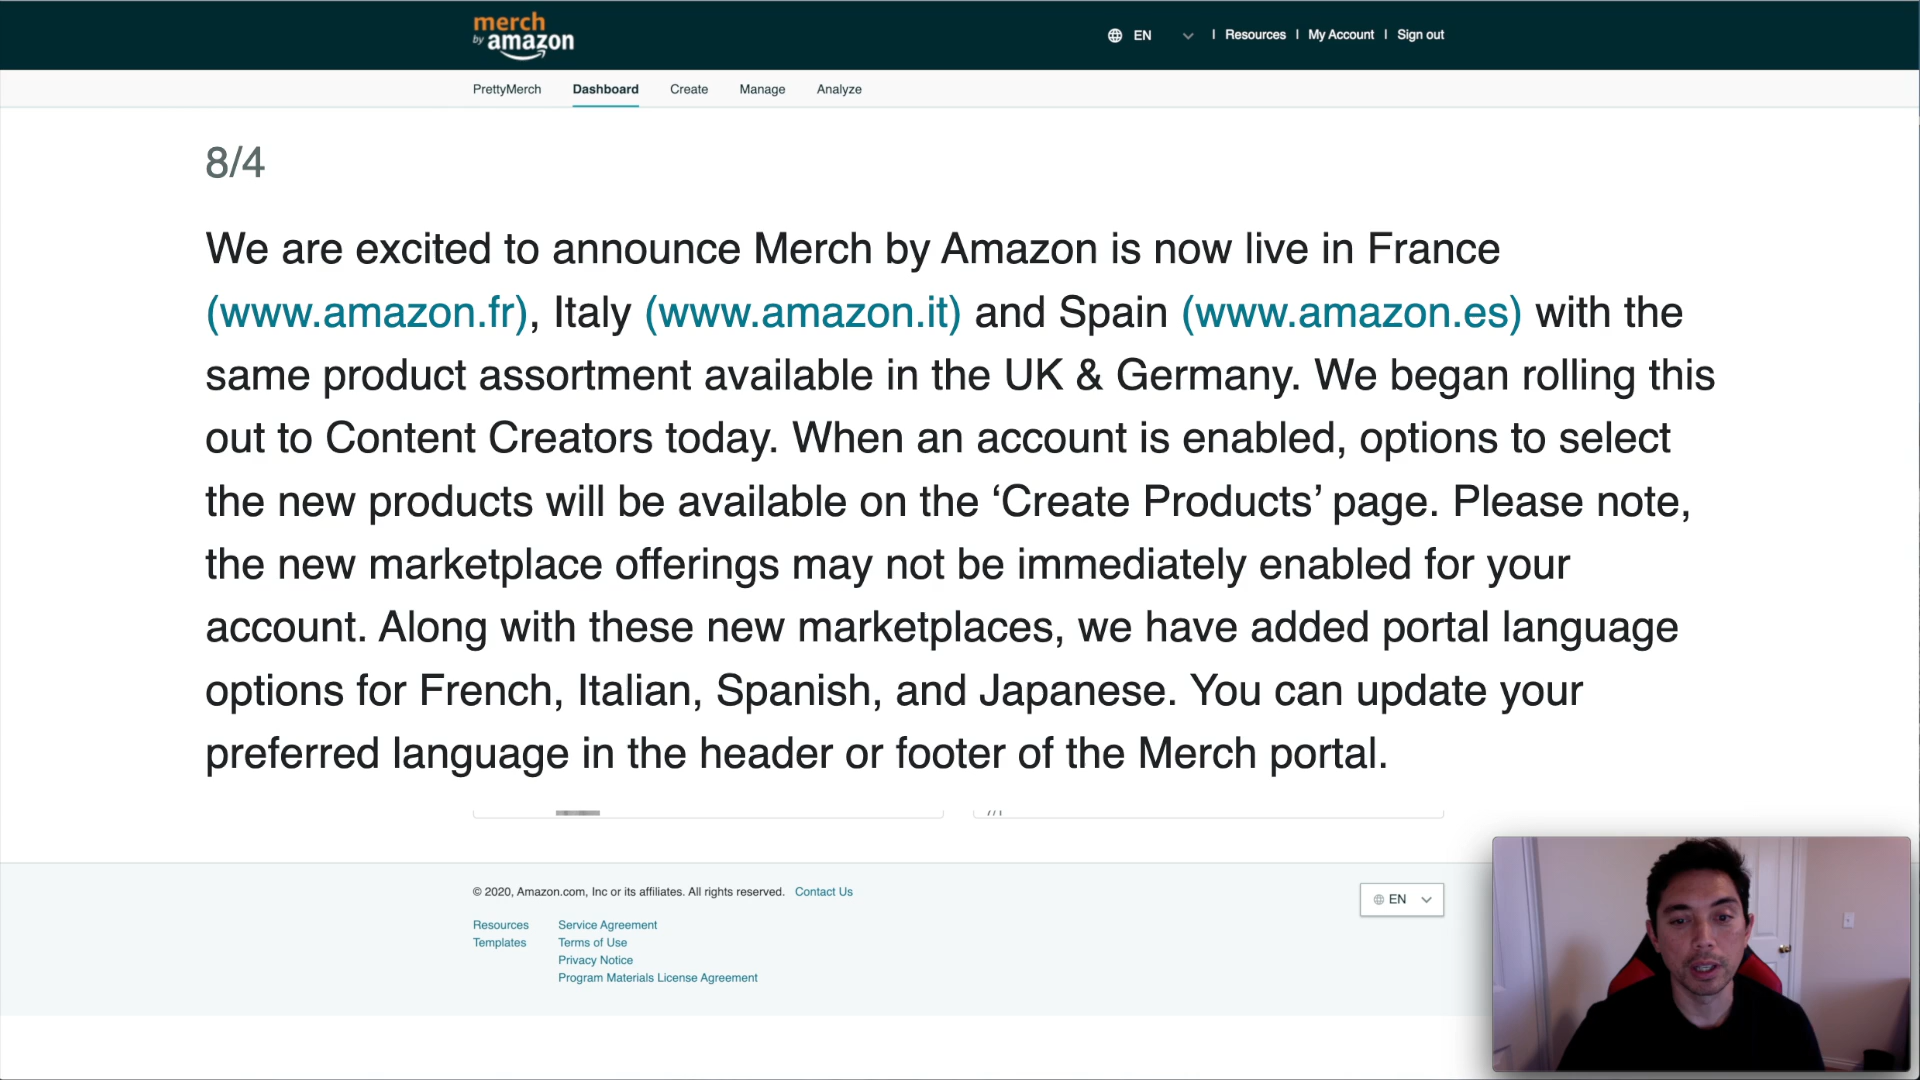 merch
by amazon
EN | Resources | My Account | Sign out
PrettyMerch Dashboard Create Manage Analyze
8/4
We are excited to announce Merch by Amazon is now live in France
(www.amazon.fr), Italy (www.amazon.it) and Spain (www.amazon.es) with the
same product assortment available in the UK & Germany. We began rolling this
out to Content Creators today. When an account is enabled, options to select
the new products will be available on the ‘Create Products’ page. Please note,
the new marketplace offerings may not be immediately enabled for your
account. Along with these new marketplaces, we have added portal language
options for French, Italian, Spanish, and Japanese. You can update your
preferred language in the header or footer of the Merch portal.
© 2020, Amazon.com, Inc or its affiliates. All rights reserved. Contact Us
EN
Resources Service Agreement
Templates Terms of Use
Privacy Notice
Program Materials License Agreement